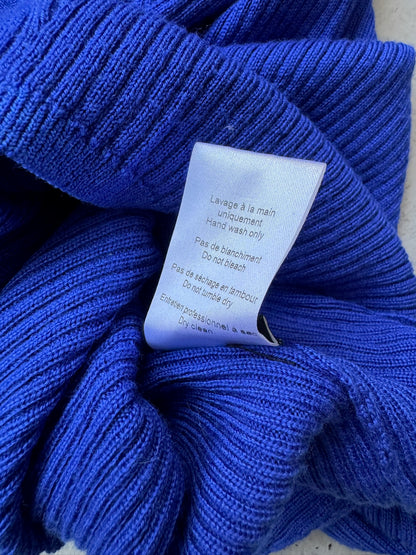 Lavage à la main
uniquement
Hand wash only
Pas de blanchiment
Do not bleach
Pas de séchage en tambour
Do not tumble dry
Entretien professionnel à
Dry clean